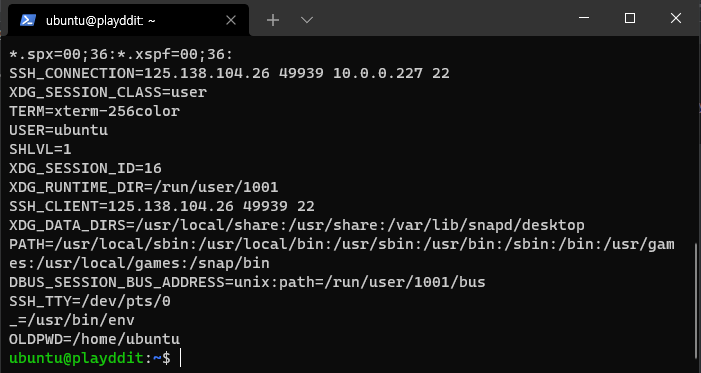 ubuntu@playddit: ~
*.spx=00;36:*.xspf=00;36:
SSH_CONNECTION=125.138.104.26 49939 10.0.0.227 22
XDG_SESSION_CLASS=user
TERM=xterm-256color
USER=ubuntu
SHLVL=1
XDG_SESSION_ID=16
XDG_RUNTIME_DIR=/run/user/1001
SSH_CLIENT=125.138.104.26 49939 22
XDG_DATA_DIRS=/usr/local/share:/usr/share:/var/lib/snapd/desktop
PATH=/usr/local/sbin:/usr/local/bin:/usr/sbin:/usr/bin:/sbin:/bin:/usr/gam
es:/usr/local/games:/snap/bin
DBUS_SESSION_BUS_ADDRESS=unix:path=/run/user/1001/bus
SSH_TTY=/dev/pts/0
_=/usr/bin/env
OLDPWD=/home/ubuntu
ubuntu@playddit:~$